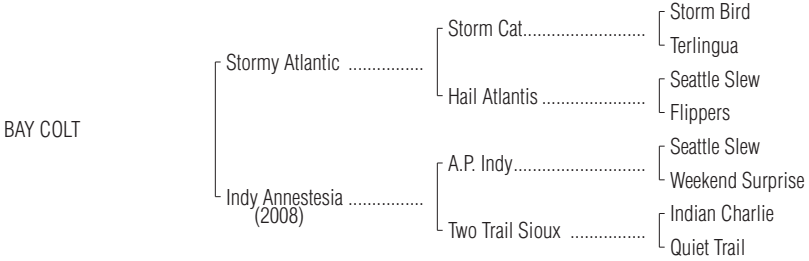 Storm Bird
Storm Cat..........................
Terlingua
Stormy Atlantic ................
Seattle Slew
Hail Atlantis ......................
Flippers
BAY COLT
Seattle Slew
A.P. Indy............................
Weekend Surprise
Indy Annestesia ................
(2008)
Indian Charlie
Two Trail Sioux ................
Quiet Trail